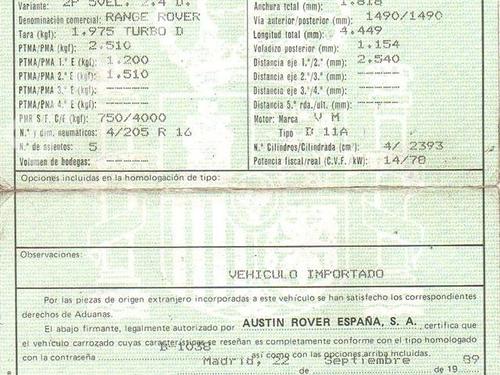 Variante: 2P 5VEL. 2.4 D. Anchura total (mm): 1.818
Denominación comercial: RANGE ROVER Vía anterior/posterior (mm): 1490/1490
Tara (kgf): 1.975 TURBO D Longitud total (mm): 4.449
PTMA/PMA (kgf): 2.510 Voladizo posterior (mm): 1.154
PTMA/PMA 1.º E (kgf): 1.200 Distancia eje 1.º/2.º (mm): 2.540
PTMA/PMA 2.º E (kgf): 1.510 Distancia eje 2.º/3.º (mm): -----
PTMA/PMA 3.º E (kgf): ----- Distancia eje 3.º/4.º (mm): -----
PTMA/PMA 4.º E (kgf): ----- Distancia 5.ª rda./ult. (mm): -----
PMR S/F. C/F (kgf): 750/4000 Motor: Marca V M
N.º y dim. neumáticos: 4/205 R 16 Tipo D 11A
N.º de asientos: 5 N.º Cilindros/Cilindrada (cm³): 4/ 2393
Volumen de bodegas: ----- Potencia fiscal/real (C.V.F./kW): 14/78
Opciones incluidas en la homologación de tipo:
Observaciones:
VEHICULO IMPORTADO
Por las piezas de origen extranjero incorporadas a este vehículo se han satisfecho los correspondientes
derechos de Aduanas.
El abajo firmante, legalmente autorizado por AUSTIN ROVER ESPAÑA, S. A., certifica que
el vehículo carrozado cuyas características se reseñan es completamente conforme con el tipo homologado
con la contraseña B-1038 así como con las opciones arriba incluidas.
Madrid, 22 de Septiembre de 19 89